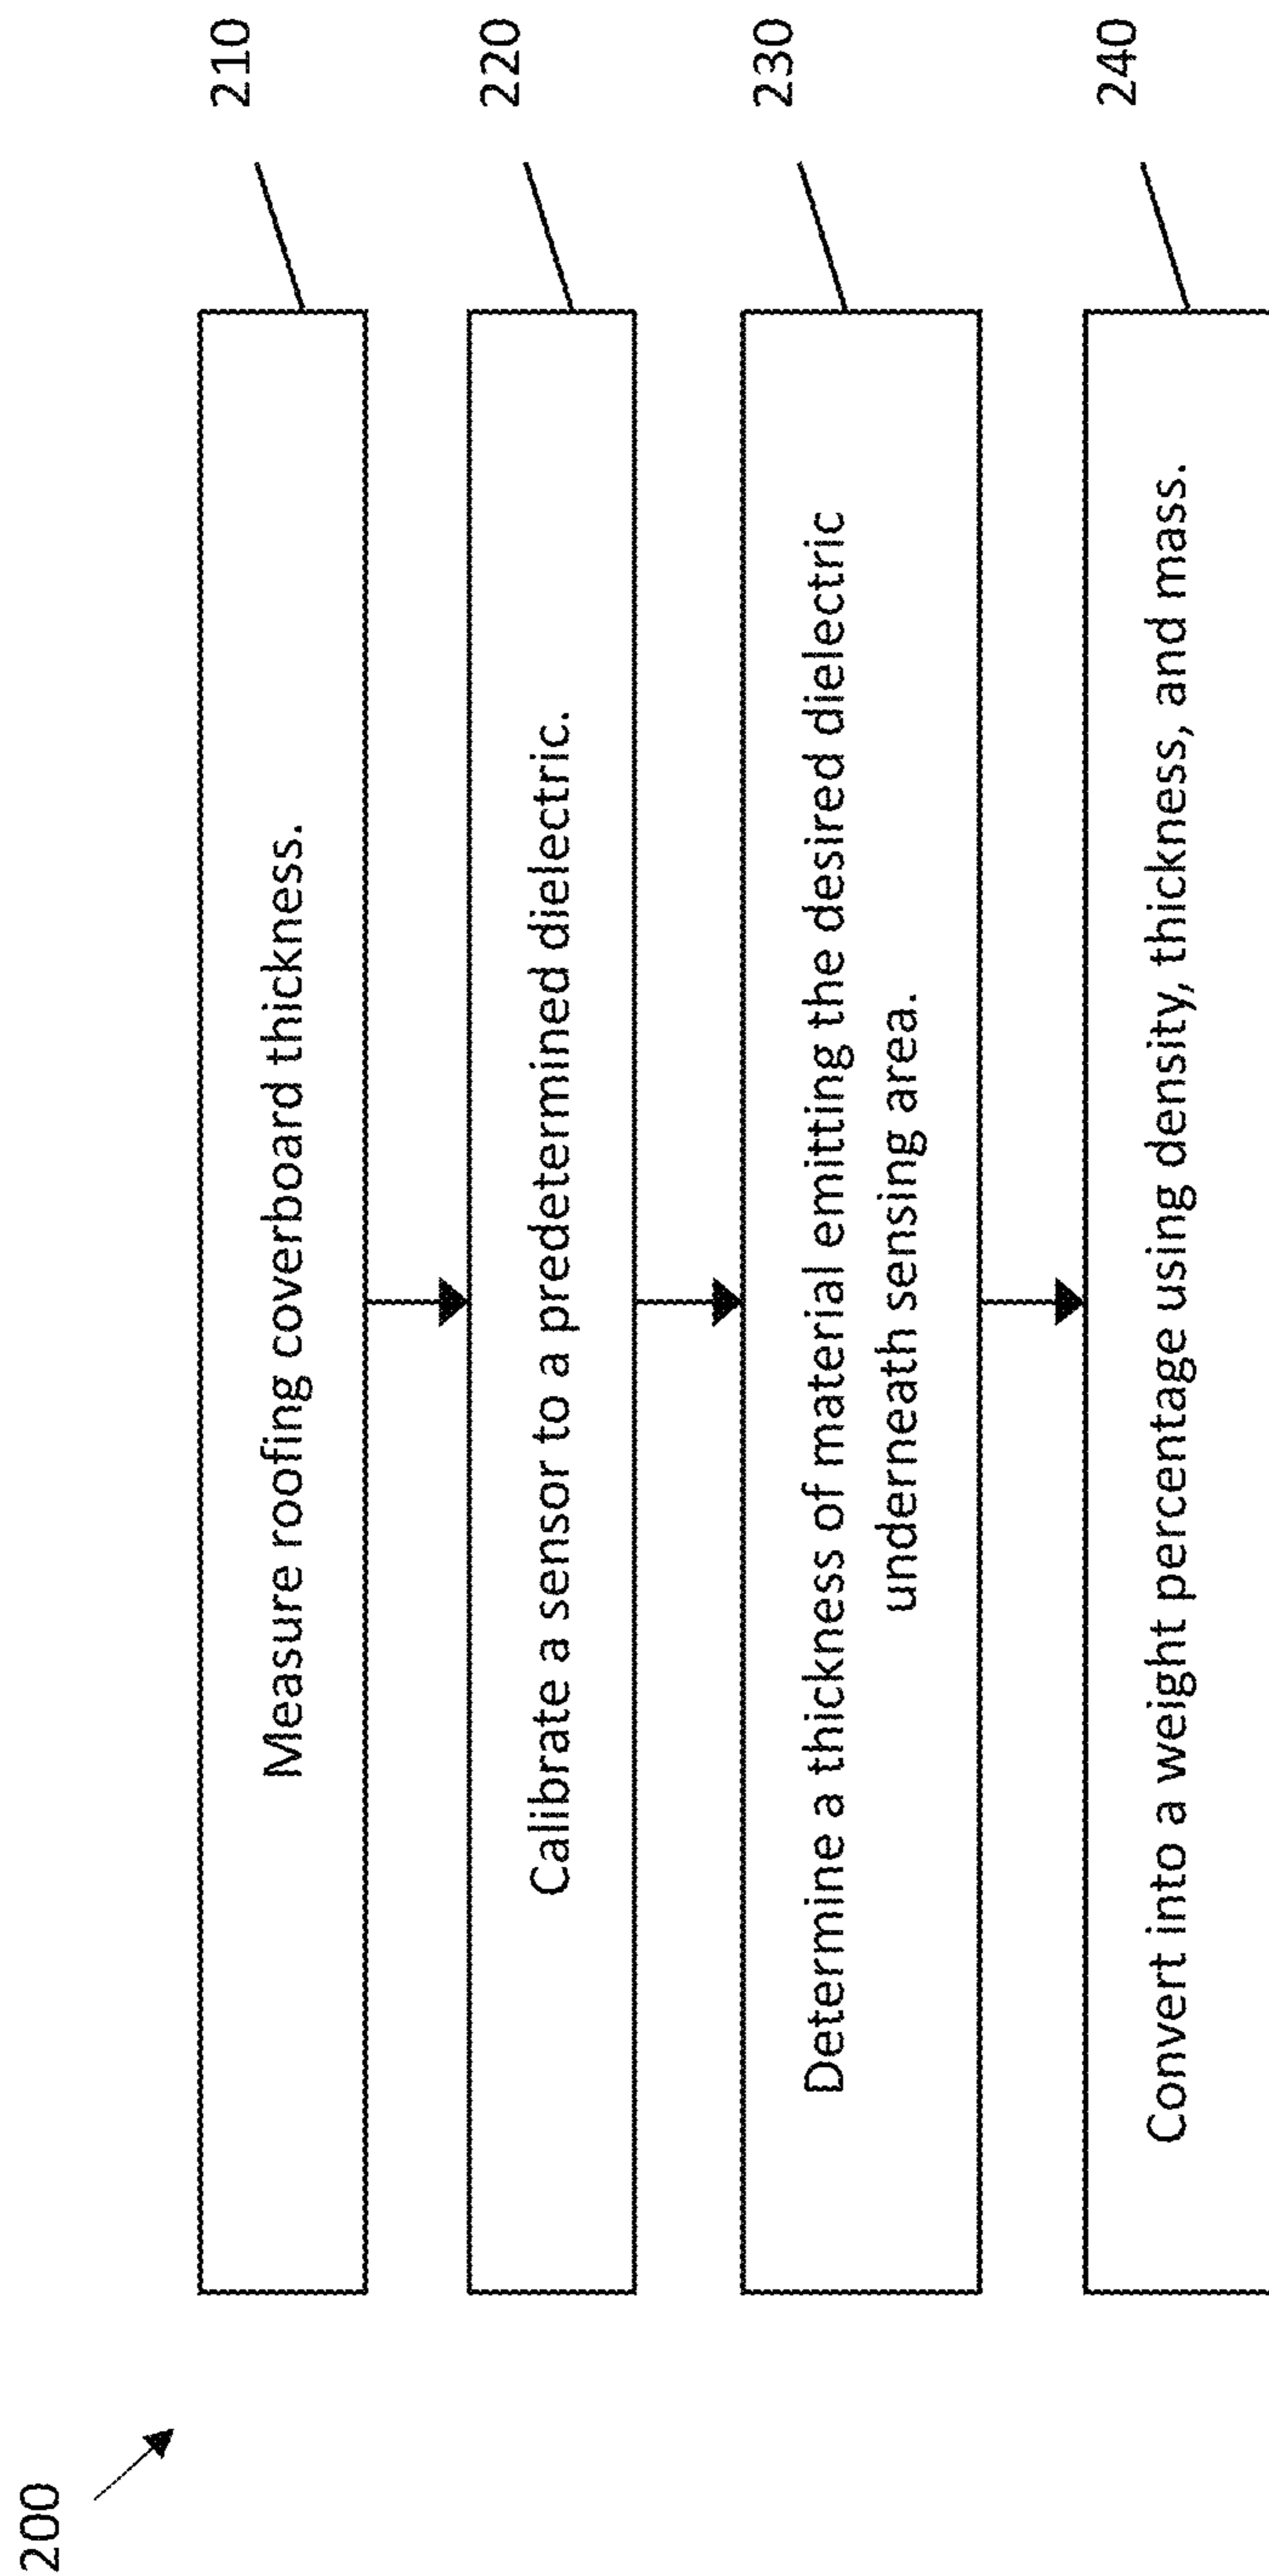 200
210
Measure roofing coverboard thickness.
220
Calibrate a sensor to a predetermined dielectric.
230
Determine a thickness of material emitting the desired dielectric
underneath sensing area.
240
Convert into a weight percentage using density, thickness, and mass.